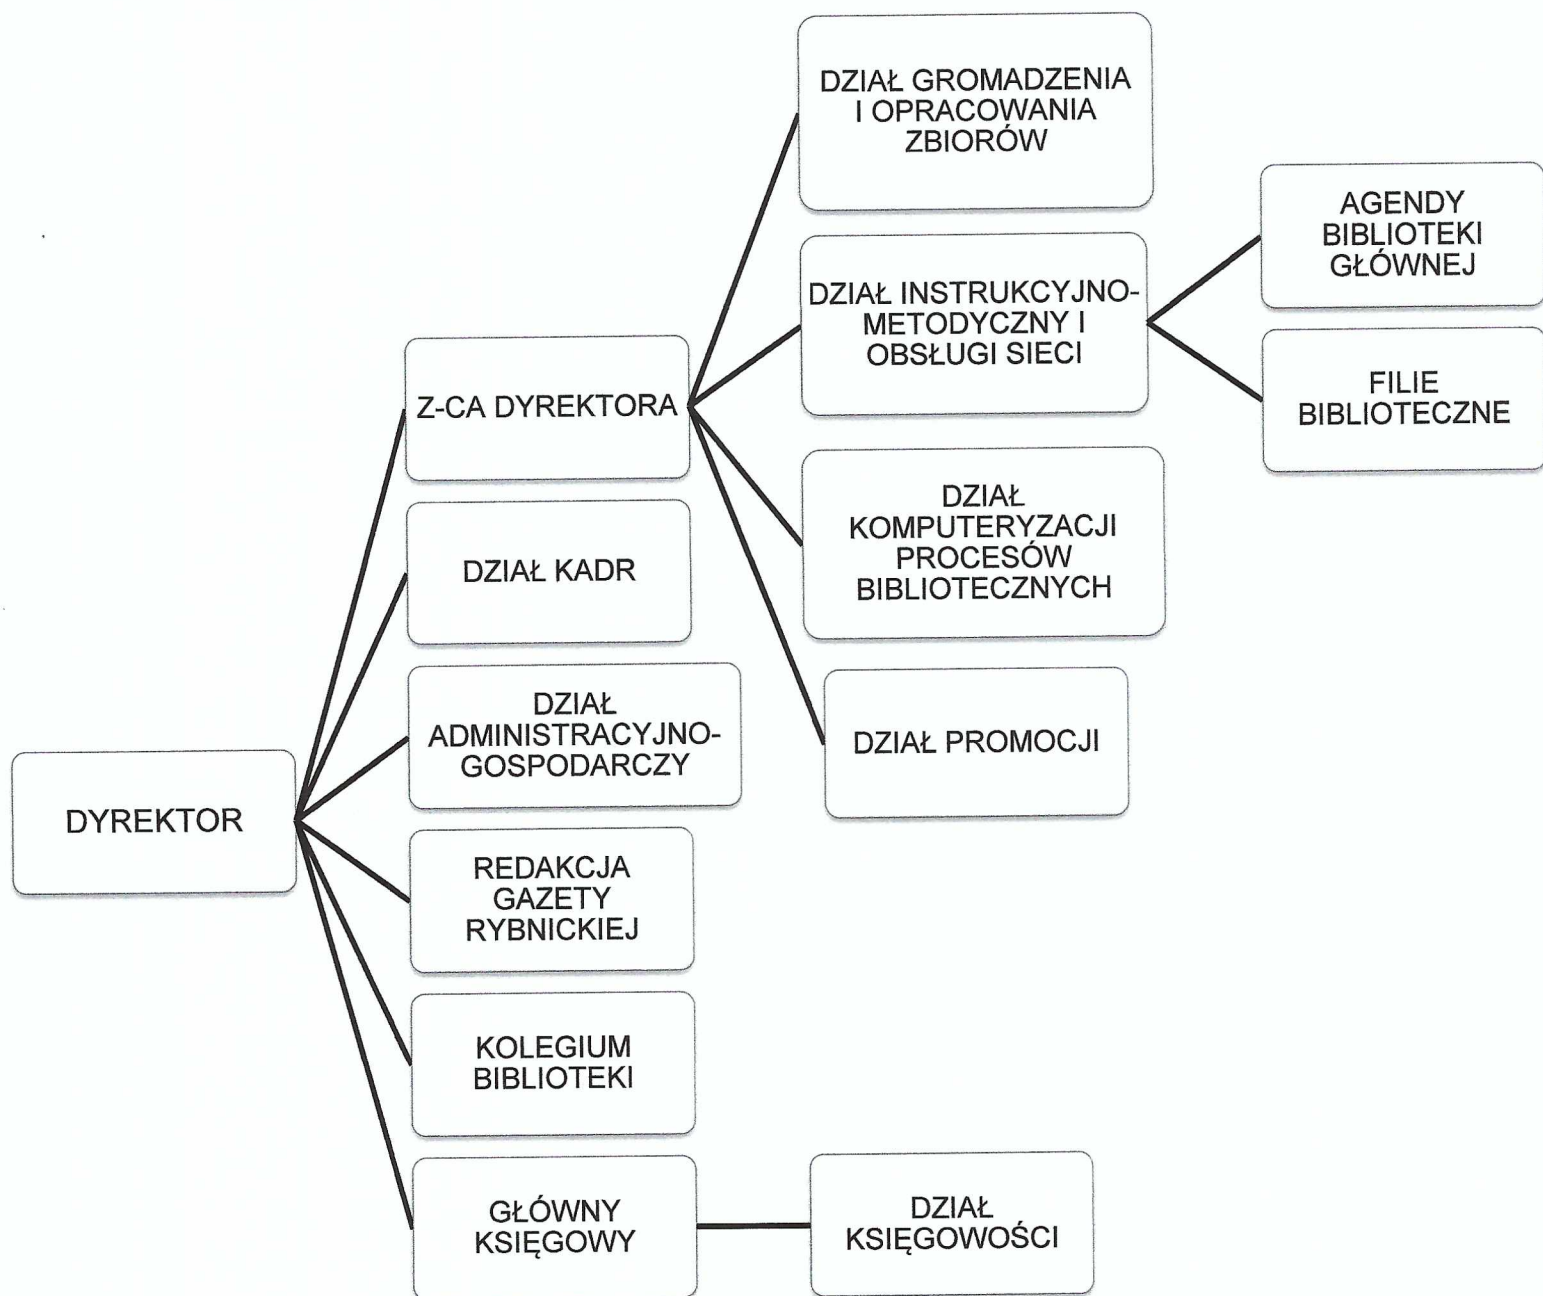 DYREKTOR
Z-CA DYREKTORA
DZIAŁ KADR
DZIAŁ
ADMINISTRACYJNO-
GOSPODARCZY
REDAKCJA
GAZETY
RYBNICKIEJ
KOLEGIUM
BIBLIOTEKI
GŁÓWNY
KSIĘGOWY
DZIAŁ GROMADZENIA
I OPRACOWANIA
ZBIORÓW
DZIAŁ INSTRUKCYJNO-
METODYCZNY I
OBSŁUGI SIECI
DZIAŁ
KOMPUTERYZACJI
PROCESÓW
BIBLIOTECZNYCH
DZIAŁ PROMOCJI
DZIAŁ
KSIĘGOWOŚCI
AGENDY
BIBLIOTEKI
GŁÓWNEJ
FILIE
BIBLIOTECZNE